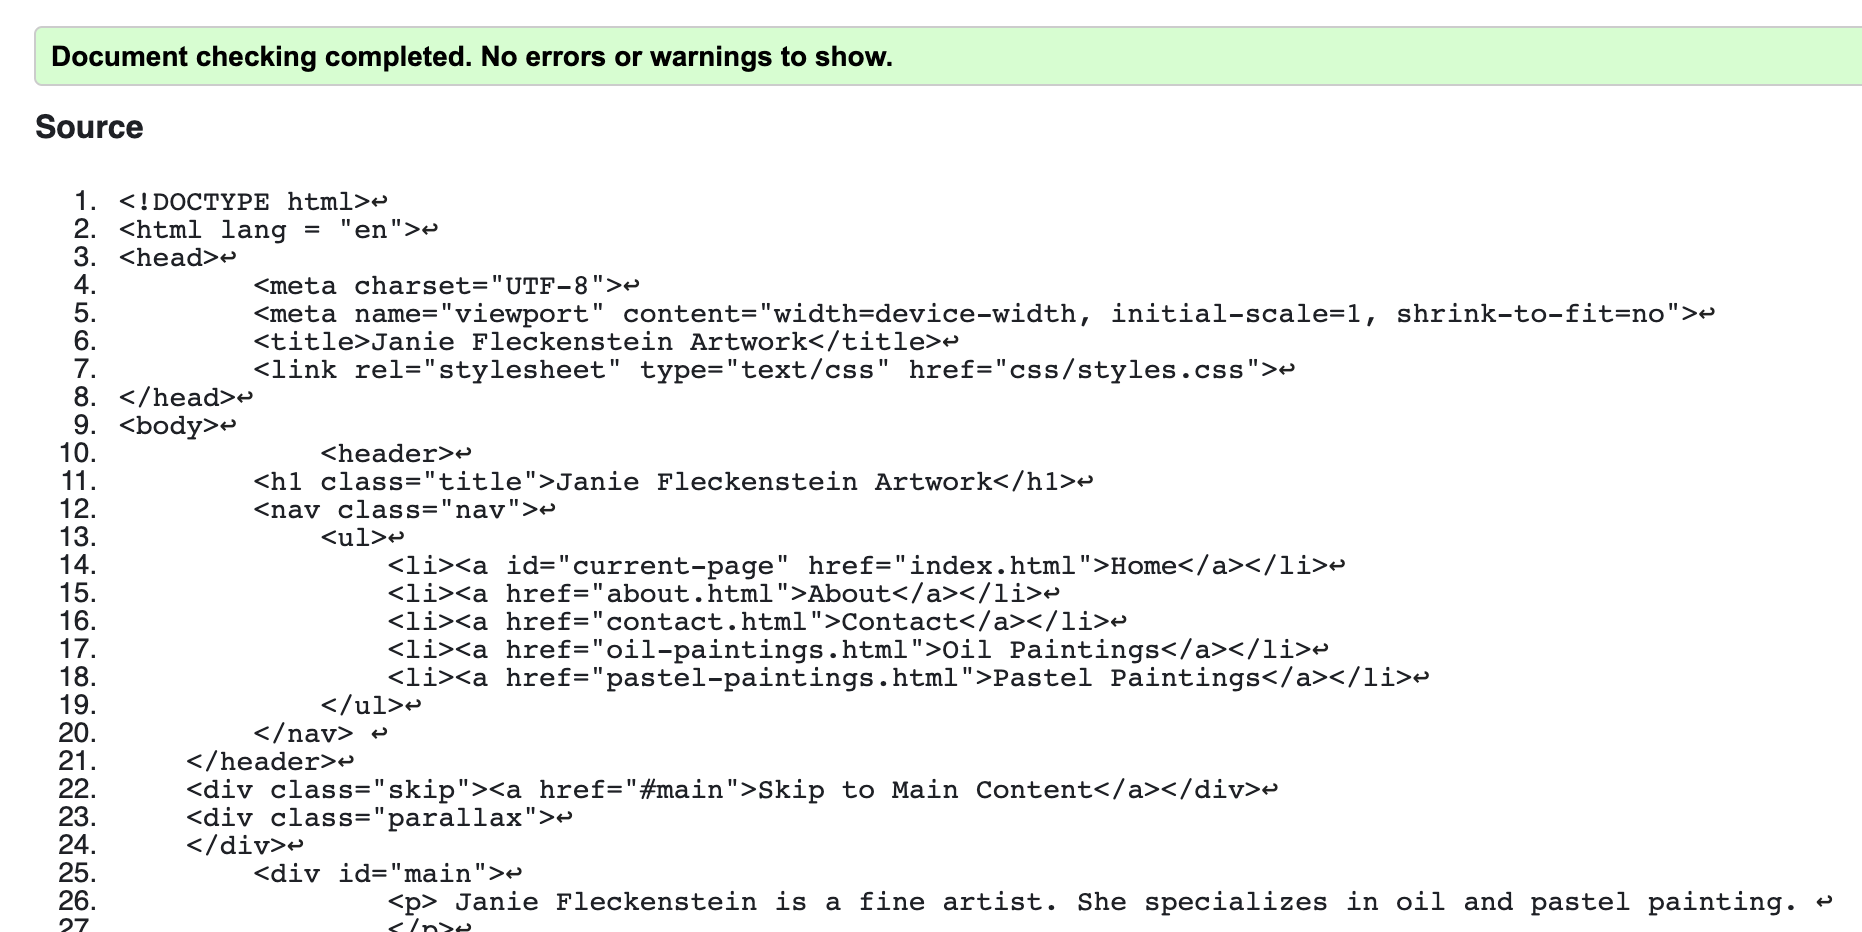 Document checking completed. No errors or warnings to show.
Source
1. <!DOCTYPE html>↩
2. <html lang = "en">↩
3. <head>↩
4.         <meta charset="UTF-8">↩
5.         <meta name="viewport" content="width=device-width, initial-scale=1, shrink-to-fit=no">↩
6.         <title>Janie Fleckenstein Artwork</title>↩
7.         <link rel="stylesheet" type="text/css" href="css/styles.css">↩
8. </head>↩
9. <body>↩
10.             <header>↩
11.         <h1 class="title">Janie Fleckenstein Artwork</h1>↩
12.         <nav class="nav">↩
13.             <ul>↩
14.                 <li><a id="current-page" href="index.html">Home</a></li>↩
15.                 <li><a href="about.html">About</a></li>↩
16.                 <li><a href="contact.html">Contact</a></li>↩
17.                 <li><a href="oil-paintings.html">Oil Paintings</a></li>↩
18.                 <li><a href="pastel-paintings.html">Pastel Paintings</a></li>↩
19.             </ul>↩
20.         </nav> ↩
21.     </header>↩
22.     <div class="skip"><a href="#main">Skip to Main Content</a></div>↩
23.     <div class="parallax">↩
24.     </div>↩
25.         <div id="main">↩
26.                 <p> Janie Fleckenstein is a fine artist. She specializes in oil and pastel painting. ↩
27.                 </p>↩